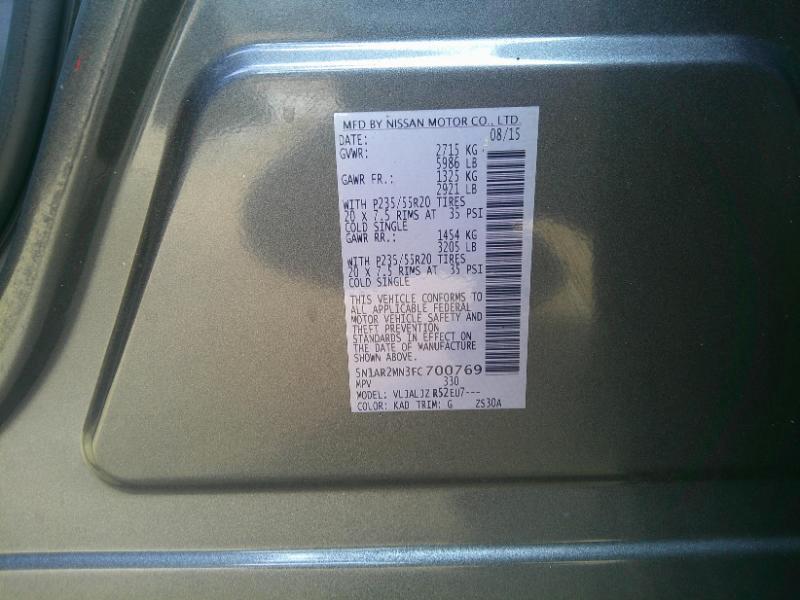 MFD BY NISSAN MOTOR CO., LTD
DATE: 08/15
GVWR: 2715 KG
5986 LB
GAWR FR.: 1325 KG
2921 LB
WITH P235/55R20 TIRES
20 X 7.5 RIMS AT 35 PSI
COLD SINGLE
GAWR RR.: 1454 KG
3205 LB
WITH P235/55R20 TIRES
20 X 7.5 RIMS AT 35 PSI
COLD SINGLE
THIS VEHICLE CONFORMS TO
ALL APPLICABLE FEDERAL
MOTOR VEHICLE SAFETY AND
THEFT PREVENTION
STANDARDS IN EFFECT ON
THE DATE OF MANUFACTURE
SHOWN ABOVE.
5N1AR2MN3FC 700769
MPV 330
MODEL: VLJALJZ R52EU7---
COLOR: KAD TRIM: G ZS30A